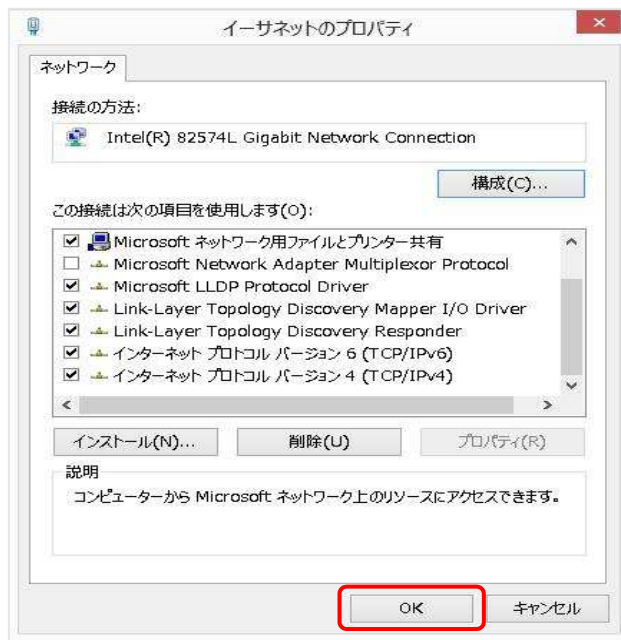 イーサネットのプロパティ
ネットワーク
接続の方法:
Intel(R) 82574L Gigabit Network Connection
構成(C)...
この接続は次の項目を使用します(O):
Microsoft ネットワーク用ファイルとプリンター共有
Microsoft Network Adapter Multiplexor Protocol
Microsoft LLDP Protocol Driver
Link-Layer Topology Discovery Mapper I/O Driver
Link-Layer Topology Discovery Responder
インターネット プロトコル バージョン 6 (TCP/IPv6)
インターネット プロトコル バージョン 4 (TCP/IPv4)
インストール(N)... 削除(U) プロパティ(R)
説明
コンピューターから Microsoft ネットワーク上のリソースにアクセスできます。
OK キャンセル